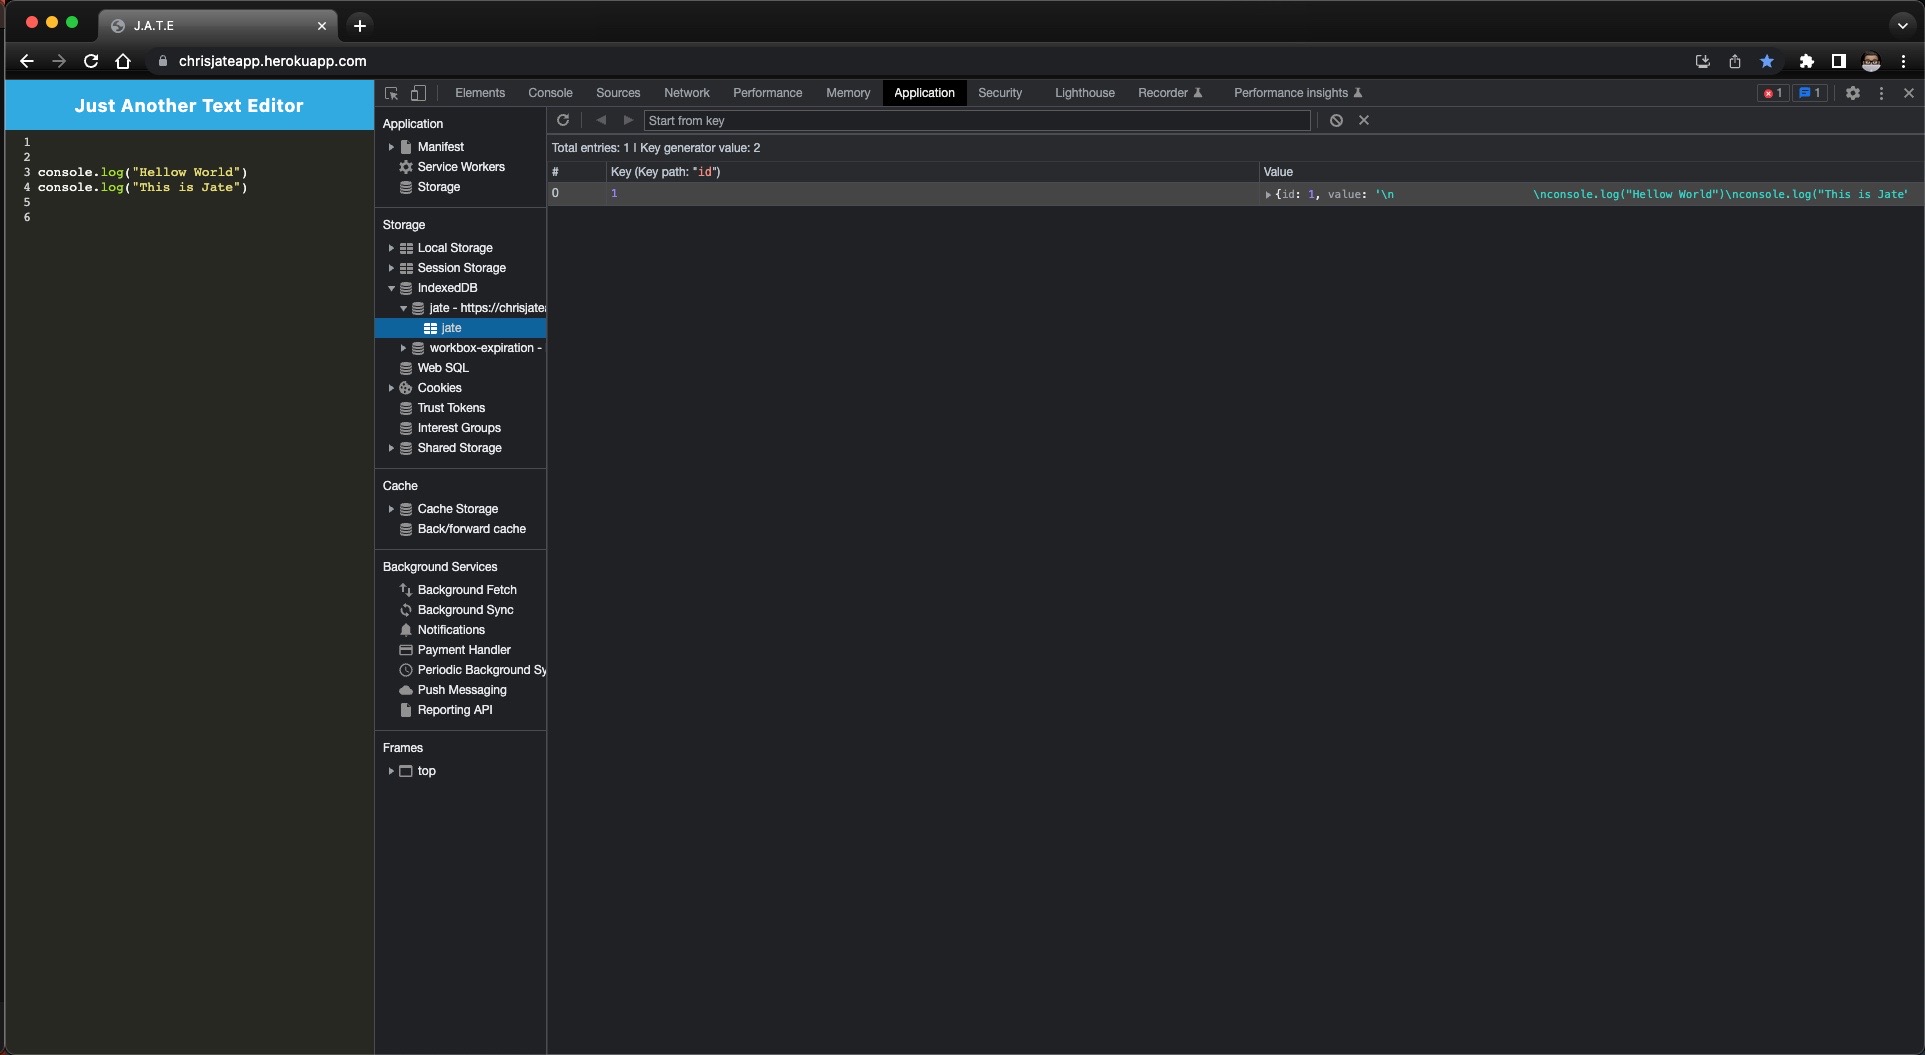 J.A.T.E
chrisjateapp.herokuapp.com
Just Another Text Editor
1
2
3 console.log("Hellow World")
4 console.log("This is Jate")
5
6
Elements Console Sources Network Performance Memory Application Security Lighthouse Recorder Performance insights 1 1
Application
Manifest
Service Workers
Storage
Storage
Local Storage
Session Storage
IndexedDB
jate - https://chrisjate
jate
workbox-expiration -
Web SQL
Cookies
Trust Tokens
Interest Groups
Shared Storage
Cache
Cache Storage
Back/forward cache
Background Services
Background Fetch
Background Sync
Notifications
Payment Handler
Periodic Background Sy
Push Messaging
Reporting API
Frames
top
Start from key
Total entries: 1 | Key generator value: 2
# Key (Key path: "id") Value
0 1 {id: 1, value: '\n \nconsole.log("Hellow World")\nconsole.log("This is Jate"